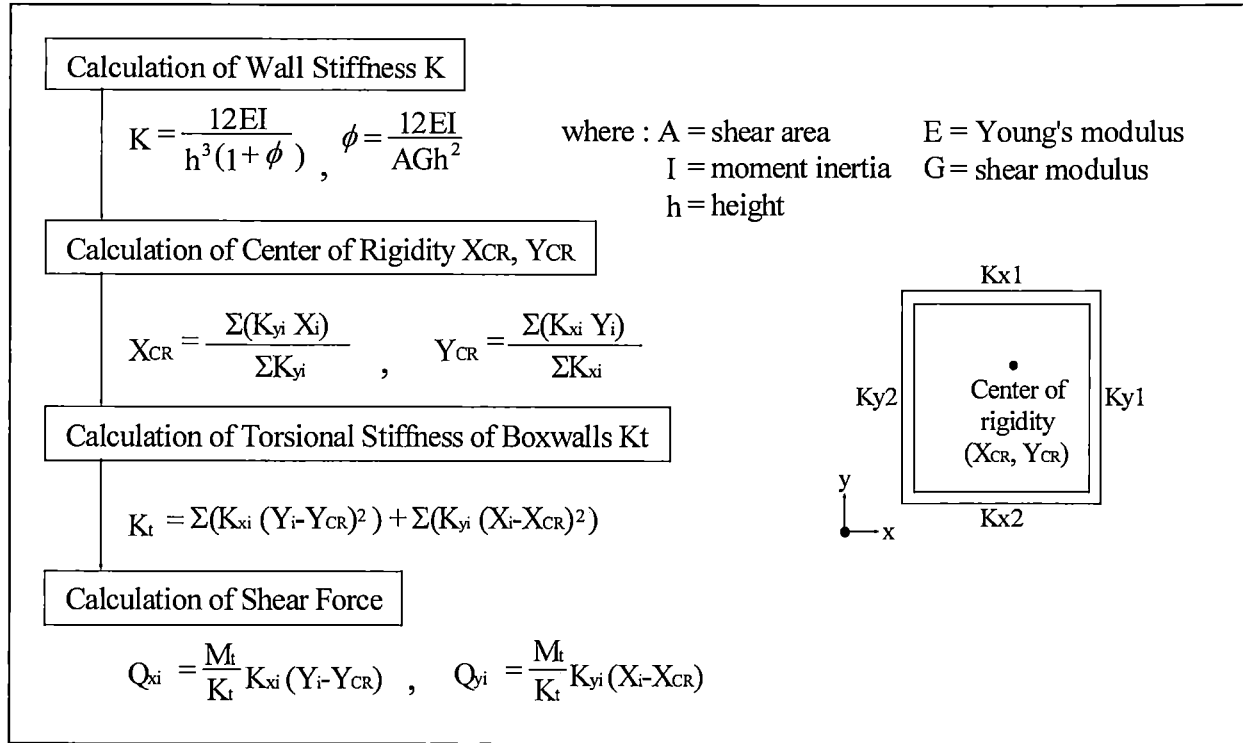 Calculation of Wall Stiffness K
K = 12EI / h³(1+ϕ) , ϕ = 12EI / AGh²
where : A = shear area E = Young's modulus
I = moment inertia G = shear modulus
h = height
Calculation of Center of Rigidity XCR, YCR
XCR = Σ(Kyi Xi) / ΣKyi , YCR = Σ(Kxi Yi) / ΣKxi
Calculation of Torsional Stiffness of Boxwalls Kt
Kt = Σ(Kxi (Yi-YCR)²) + Σ(Kyi (Xi-XCR)²)
Calculation of Shear Force
Qxi = Mt / Kt Kxi (Yi-YCR) , Qyi = Mt / Kt Kyi (Xi-XCR)
Kx1
Ky2
Center of
rigidity
(XCR, YCR)
Ky1
Kx2
y
x